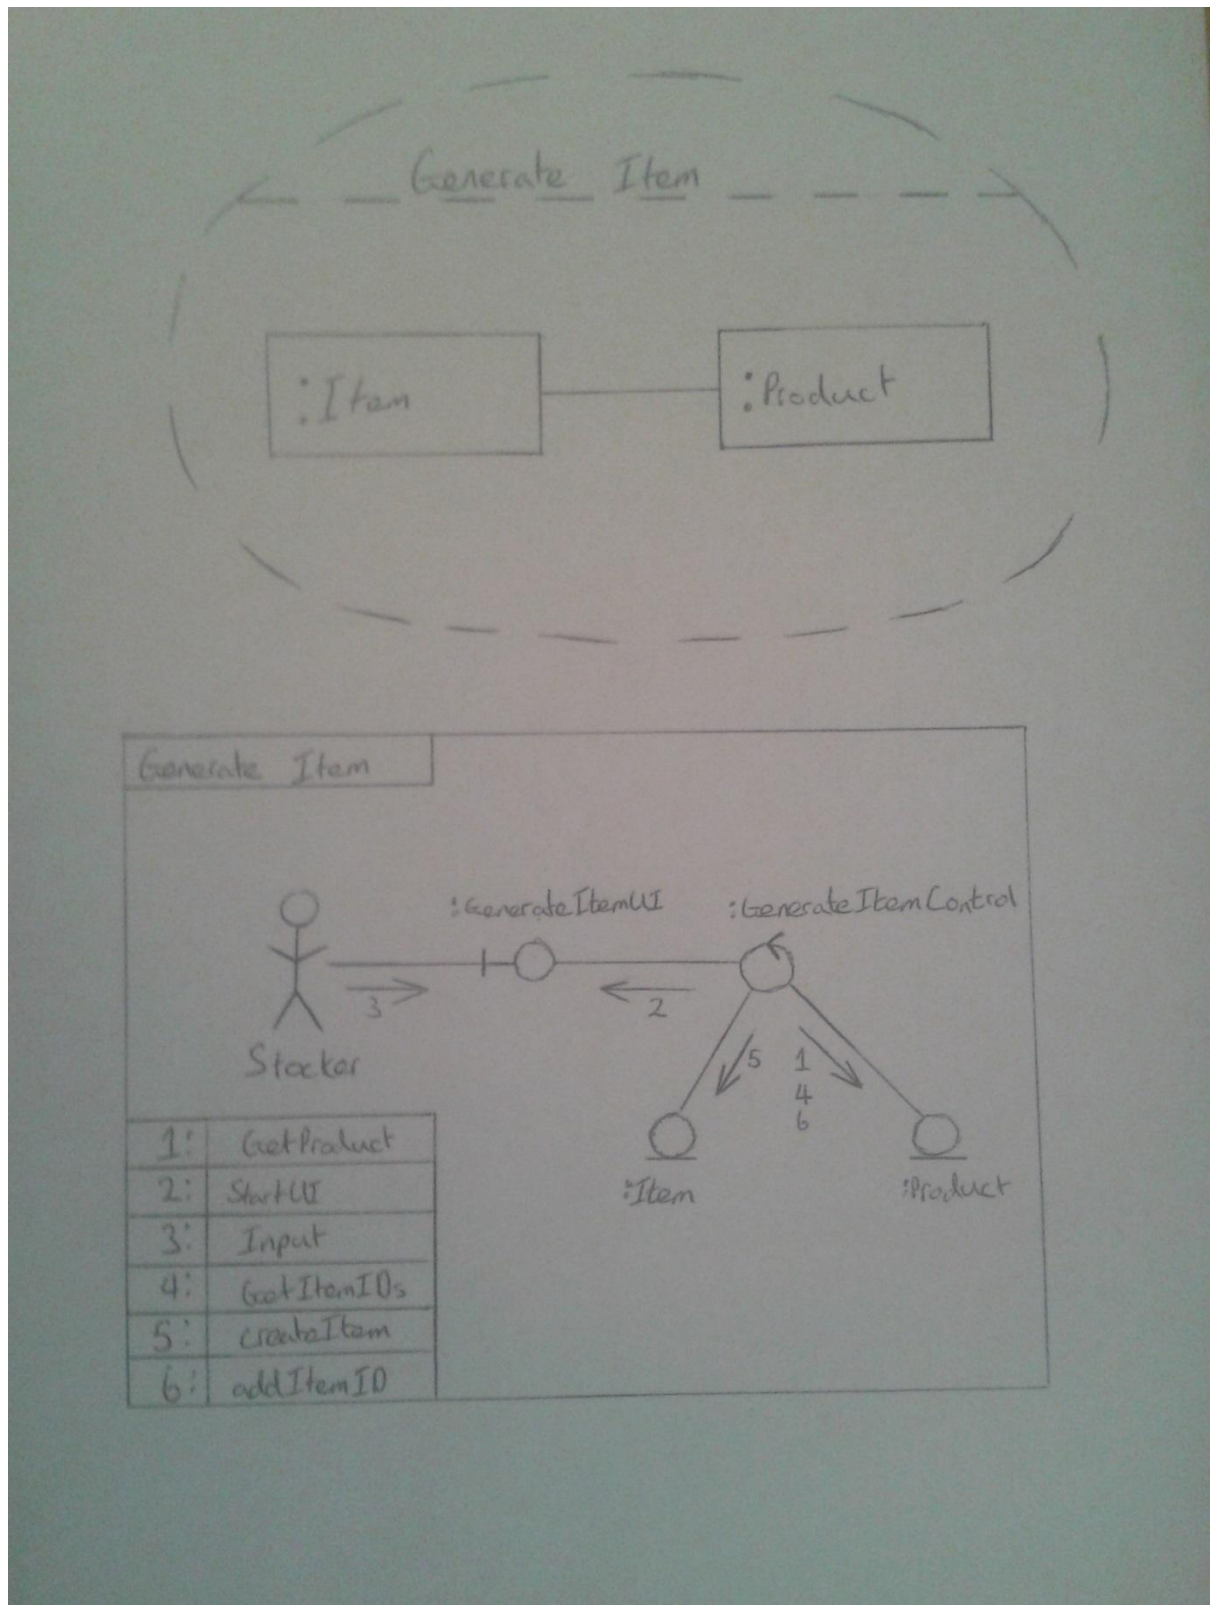 Generate Item
:Item
:Product
Generate Item
:GenerateItemUI
:GenerateItemControl
3
2
Stocker
5
1
4
6
:Item
:Product
1: GetProduct
2: StartUI
3: Input
4: GetItemIDs
5: createItem
6: addItemID